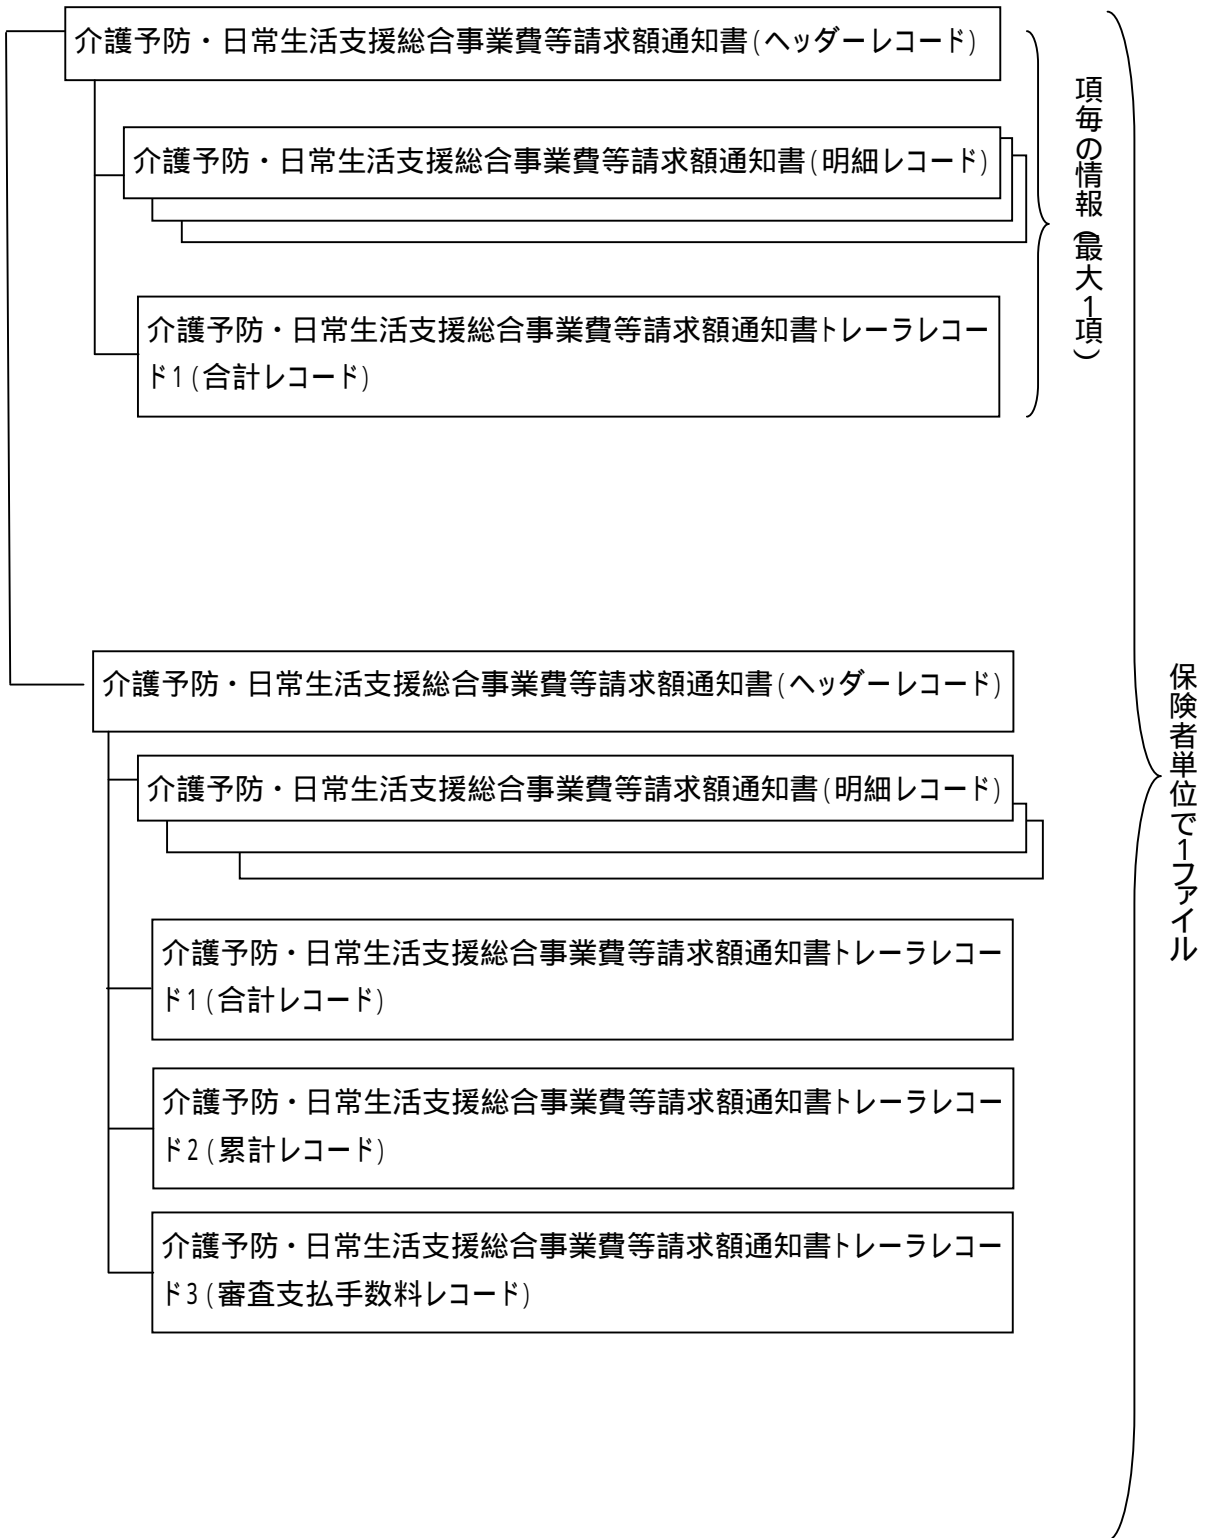 介護予防・日常生活支援総合事業費等請求額通知書(ヘッダーレコード)
介護予防・日常生活支援総合事業費等請求額通知書(明細レコード)
介護予防・日常生活支援総合事業費等請求額通知書トレーラレコー
ド1(合計レコード)
項毎の情報(最大1項)
介護予防・日常生活支援総合事業費等請求額通知書(ヘッダーレコード)
介護予防・日常生活支援総合事業費等請求額通知書(明細レコード)
介護予防・日常生活支援総合事業費等請求額通知書トレーラレコー
ド1(合計レコード)
介護予防・日常生活支援総合事業費等請求額通知書トレーラレコー
ド2(累計レコード)
介護予防・日常生活支援総合事業費等請求額通知書トレーラレコー
ド3(審査支払手数料レコード)
保険者単位で1ファイル